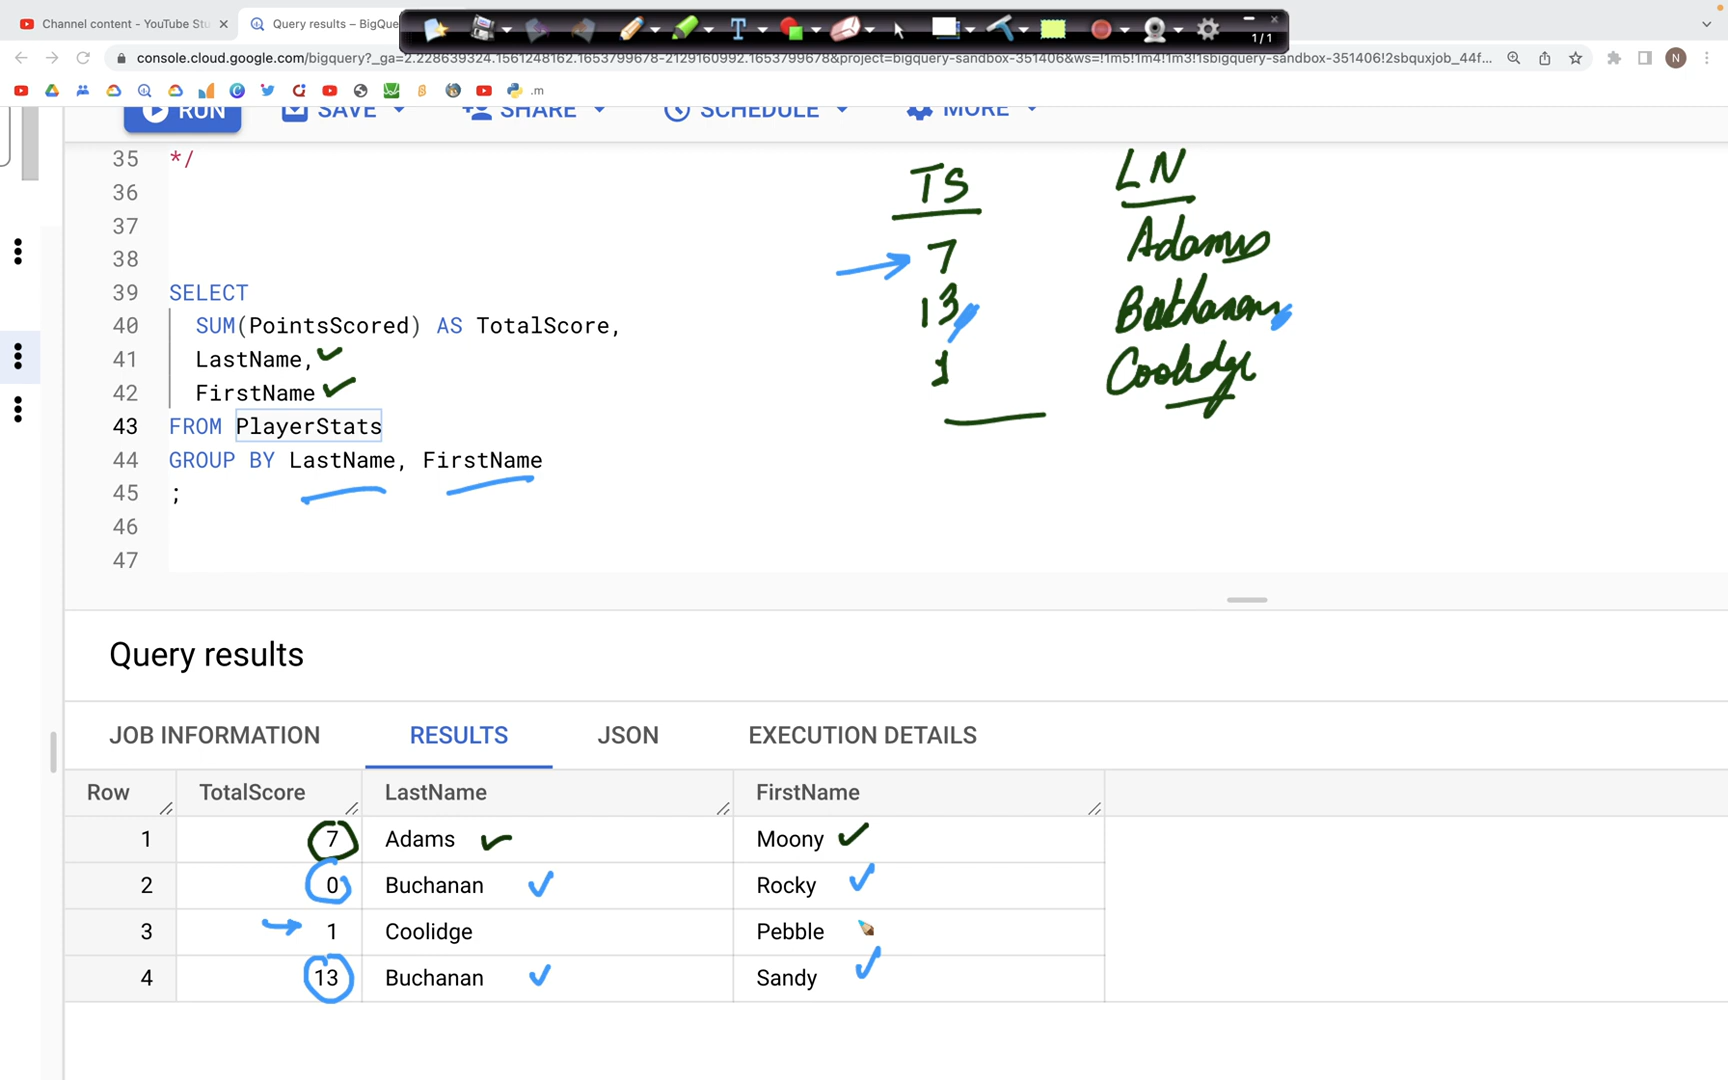 Channel content - YouTube Stu
Query results – BigQu
1/1
console.cloud.google.com/bigquery?_ga=2.228639324.1561248162.1653799678-2129160992.1653799678&project=bigquery-sandbox-351406&ws=!1m5!1m4!1m3!1sbigquery-sandbox-351406!2sbquxjob_44f...
N
.m
RUN
SAVE
SHARE
SCHEDULE
MORE
35 */
36
37
38
39 SELECT
40 SUM(PointsScored) AS TotalScore,
41 LastName,
42 FirstName
43 FROM PlayerStats
44 GROUP BY LastName, FirstName
45 ;
46
47
TS LN
7 Adams
13 Buchanan
1 Coolidge
Query results
JOB INFORMATION
RESULTS
JSON
EXECUTION DETAILS
Row TotalScore LastName FirstName
1 7 Adams Moony
2 0 Buchanan Rocky
3 1 Coolidge Pebble
4 13 Buchanan Sandy